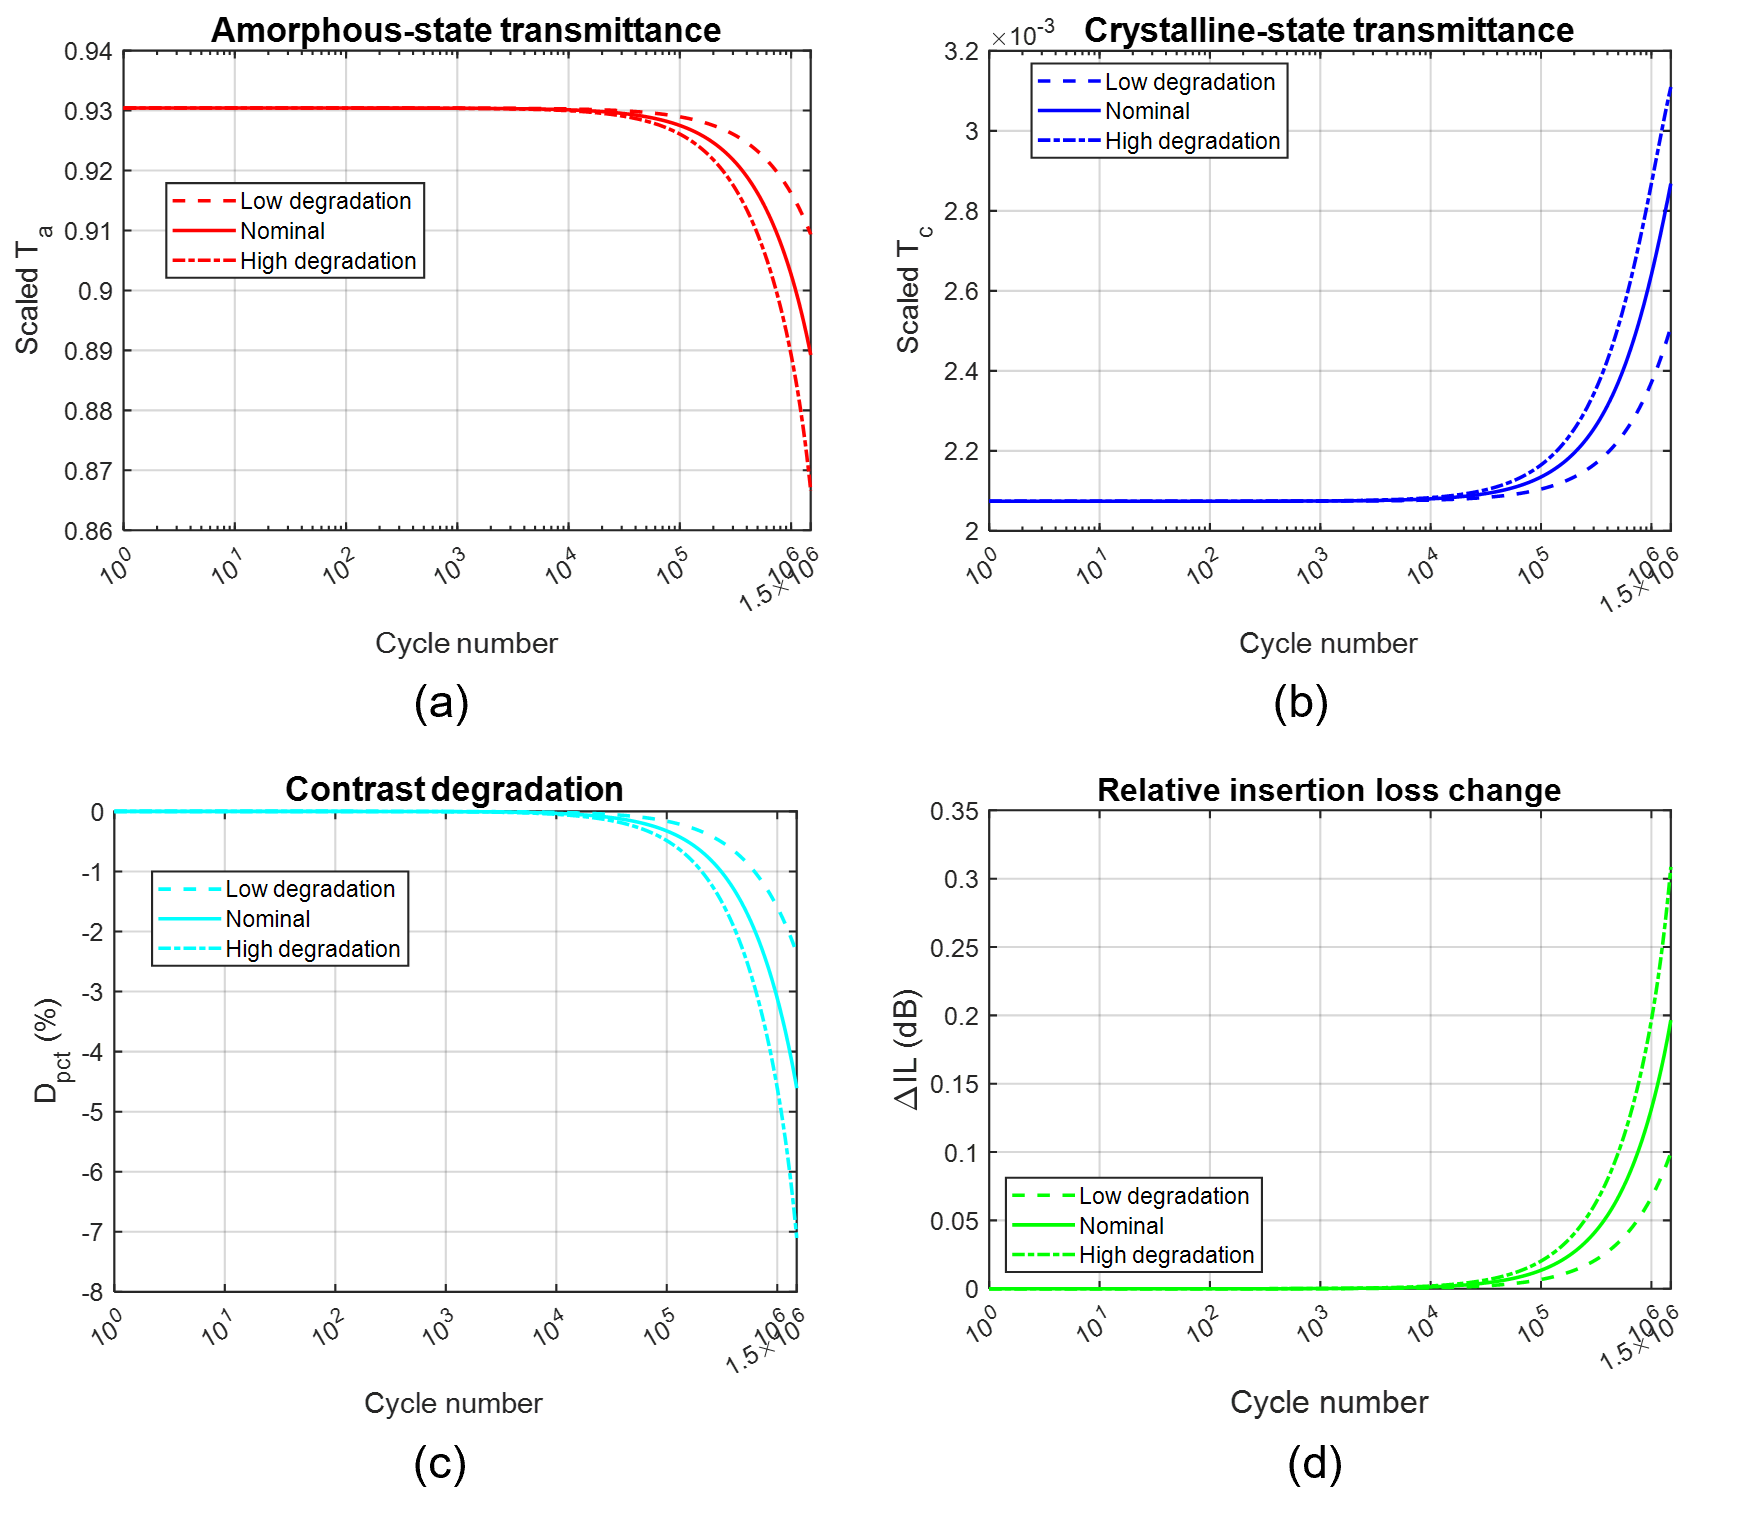 Amorphous-state transmittance
0.94
0.93
0.92
0.91
0.9
0.89
0.88
0.87
0.86
Scaled T_a
Low degradation
Nominal
High degradation
10^0
10^1
10^2
10^3
10^4
10^5
10^6
1.5×10^6
Cycle number
(a)
Crystalline-state transmittance
×10^-3
3.2
3
2.8
2.6
2.4
2.2
2
Scaled T_c
Low degradation
Nominal
High degradation
10^0
10^1
10^2
10^3
10^4
10^5
10^6
1.5×10^6
Cycle number
(b)
Contrast degradation
0
-1
-2
-3
-4
-5
-6
-7
-8
D_pct (%)
Low degradation
Nominal
High degradation
10^0
10^1
10^2
10^3
10^4
10^5
10^6
1.5×10^6
Cycle number
(c)
Relative insertion loss change
0.35
0.3
0.25
0.2
0.15
0.1
0.05
0
ΔIL (dB)
Low degradation
Nominal
High degradation
10^0
10^1
10^2
10^3
10^4
10^5
10^6
1.5×10^6
Cycle number
(d)